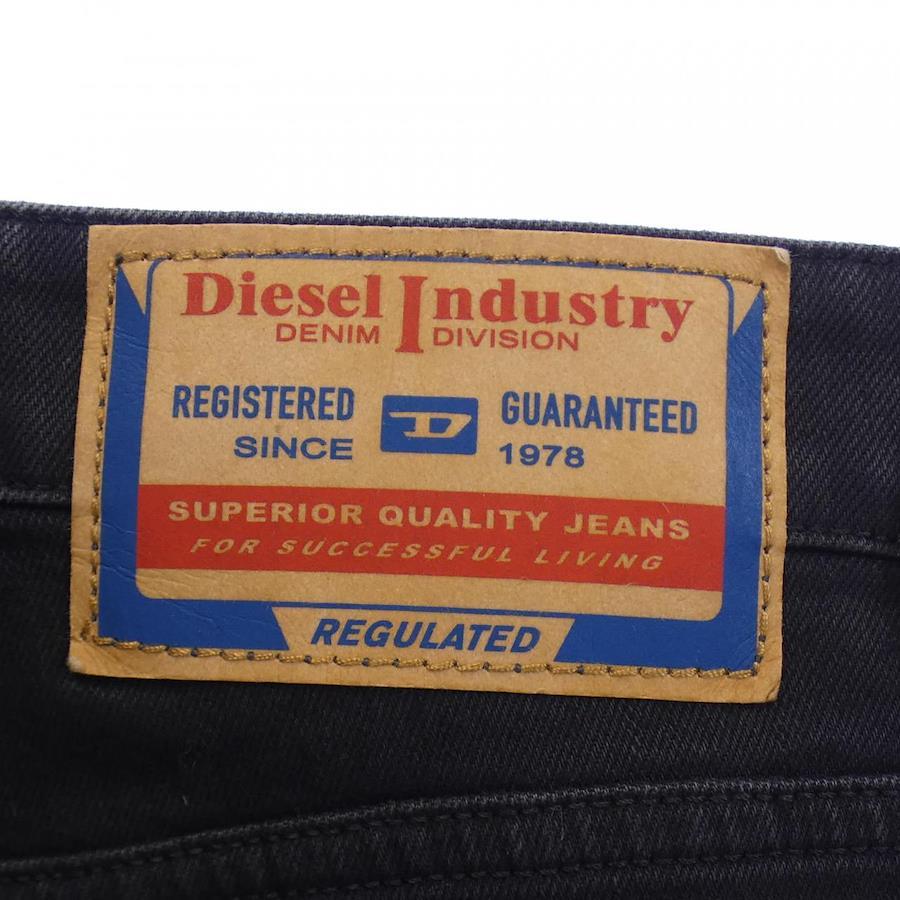 Diesel Industry
DENIM DIVISION
REGISTERED D GUARANTEED
SINCE 1978
SUPERIOR QUALITY JEANS
FOR SUCCESSFUL LIVING
REGULATED